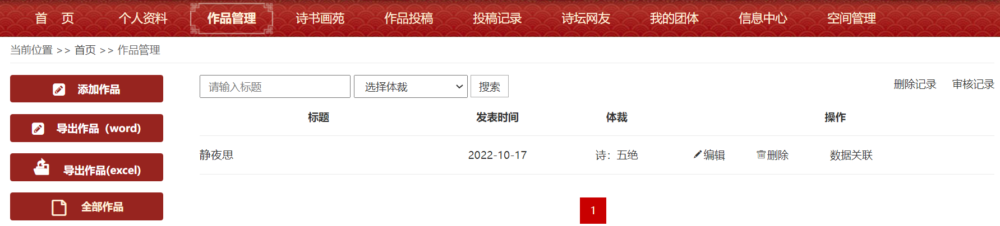 首 页 个人资料 作品管理 诗书画苑 作品投稿 投稿记录 诗坛网友 我的团体 信息中心 空间管理
当前位置 >> 首页 >> 作品管理
添加作品
导出作品（word)
导出作品(excel)
全部作品
请输入标题 选择体裁 搜索 删除记录 审核记录
标题 发表时间 体裁 操作
静夜思 2022-10-17 诗：五绝 编辑 删除 数据关联
1